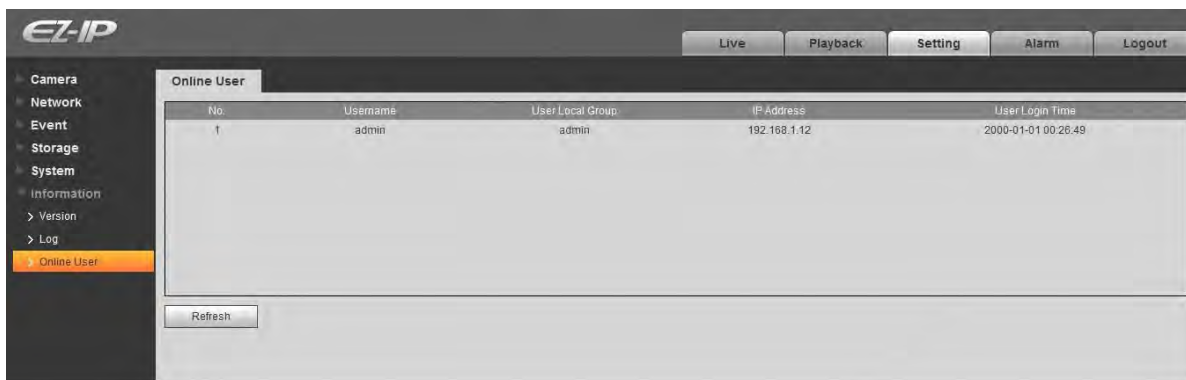 EZ-IP
Live Playback Setting Alarm Logout
Camera
Network
Event
Storage
System
Information
Version
Log
Online User
Online User
No. Username User Local Group IP Address User Login Time
1 admin admin 192.168.1.12 2000-01-01 00:26:49
Refresh